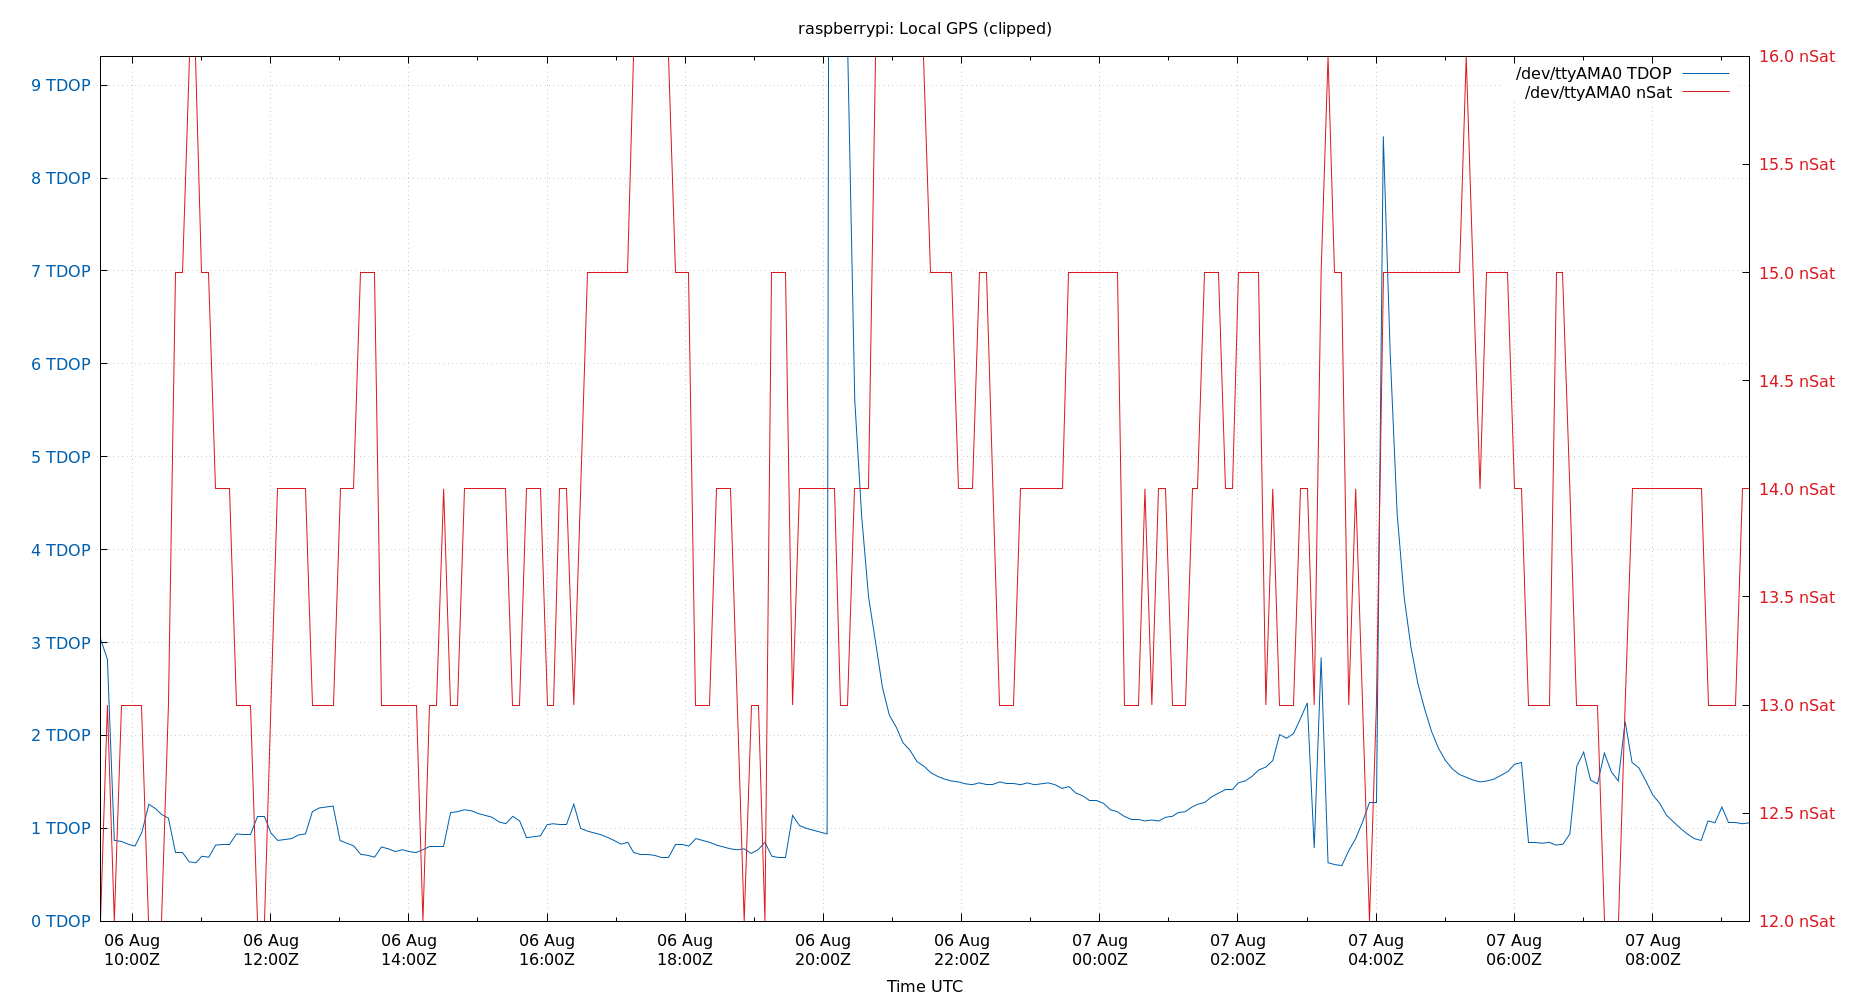 raspberrypi: Local GPS (clipped)
9 TDOP
8 TDOP
7 TDOP
6 TDOP
5 TDOP
4 TDOP
3 TDOP
2 TDOP
1 TDOP
0 TDOP
/dev/ttyAMA0 TDOP
/dev/ttyAMA0 nSat
16.0 nSat
15.5 nSat
15.0 nSat
14.5 nSat
14.0 nSat
13.5 nSat
13.0 nSat
12.5 nSat
12.0 nSat
06 Aug 06 Aug 06 Aug 06 Aug 06 Aug 06 Aug 06 Aug 07 Aug 07 Aug 07 Aug 07 Aug 07 Aug
10:00Z 12:00Z 14:00Z 16:00Z 18:00Z 20:00Z 22:00Z 00:00Z 02:00Z 04:00Z 06:00Z 08:00Z
Time UTC